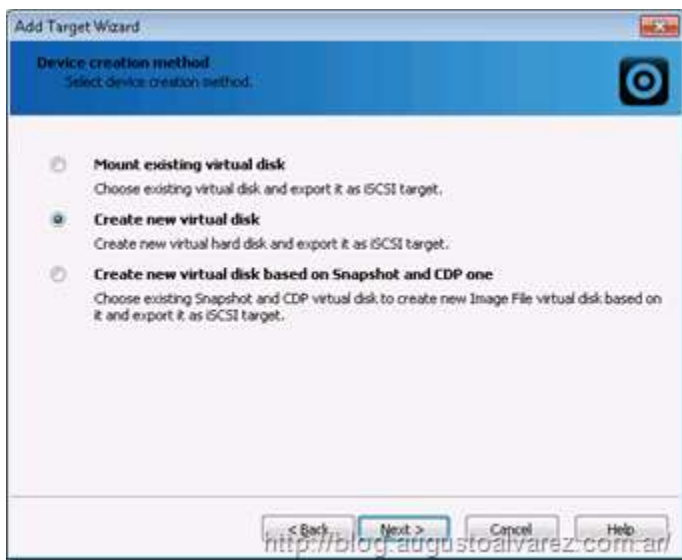 Add Target Wizard
Device creation method
Select device creation method.
Mount existing virtual disk
Choose existing virtual disk and export it as iSCSI target.
Create new virtual disk
Create new virtual hard disk and export it as iSCSI target.
Create new virtual disk based on Snapshot and CDP one
Choose existing Snapshot and CDP virtual disk to create new Image File virtual disk based on
it and export it as iSCSI target.
< Back
Next >
Cancel
Help
http://blog.augustoalvarez.com.ar/